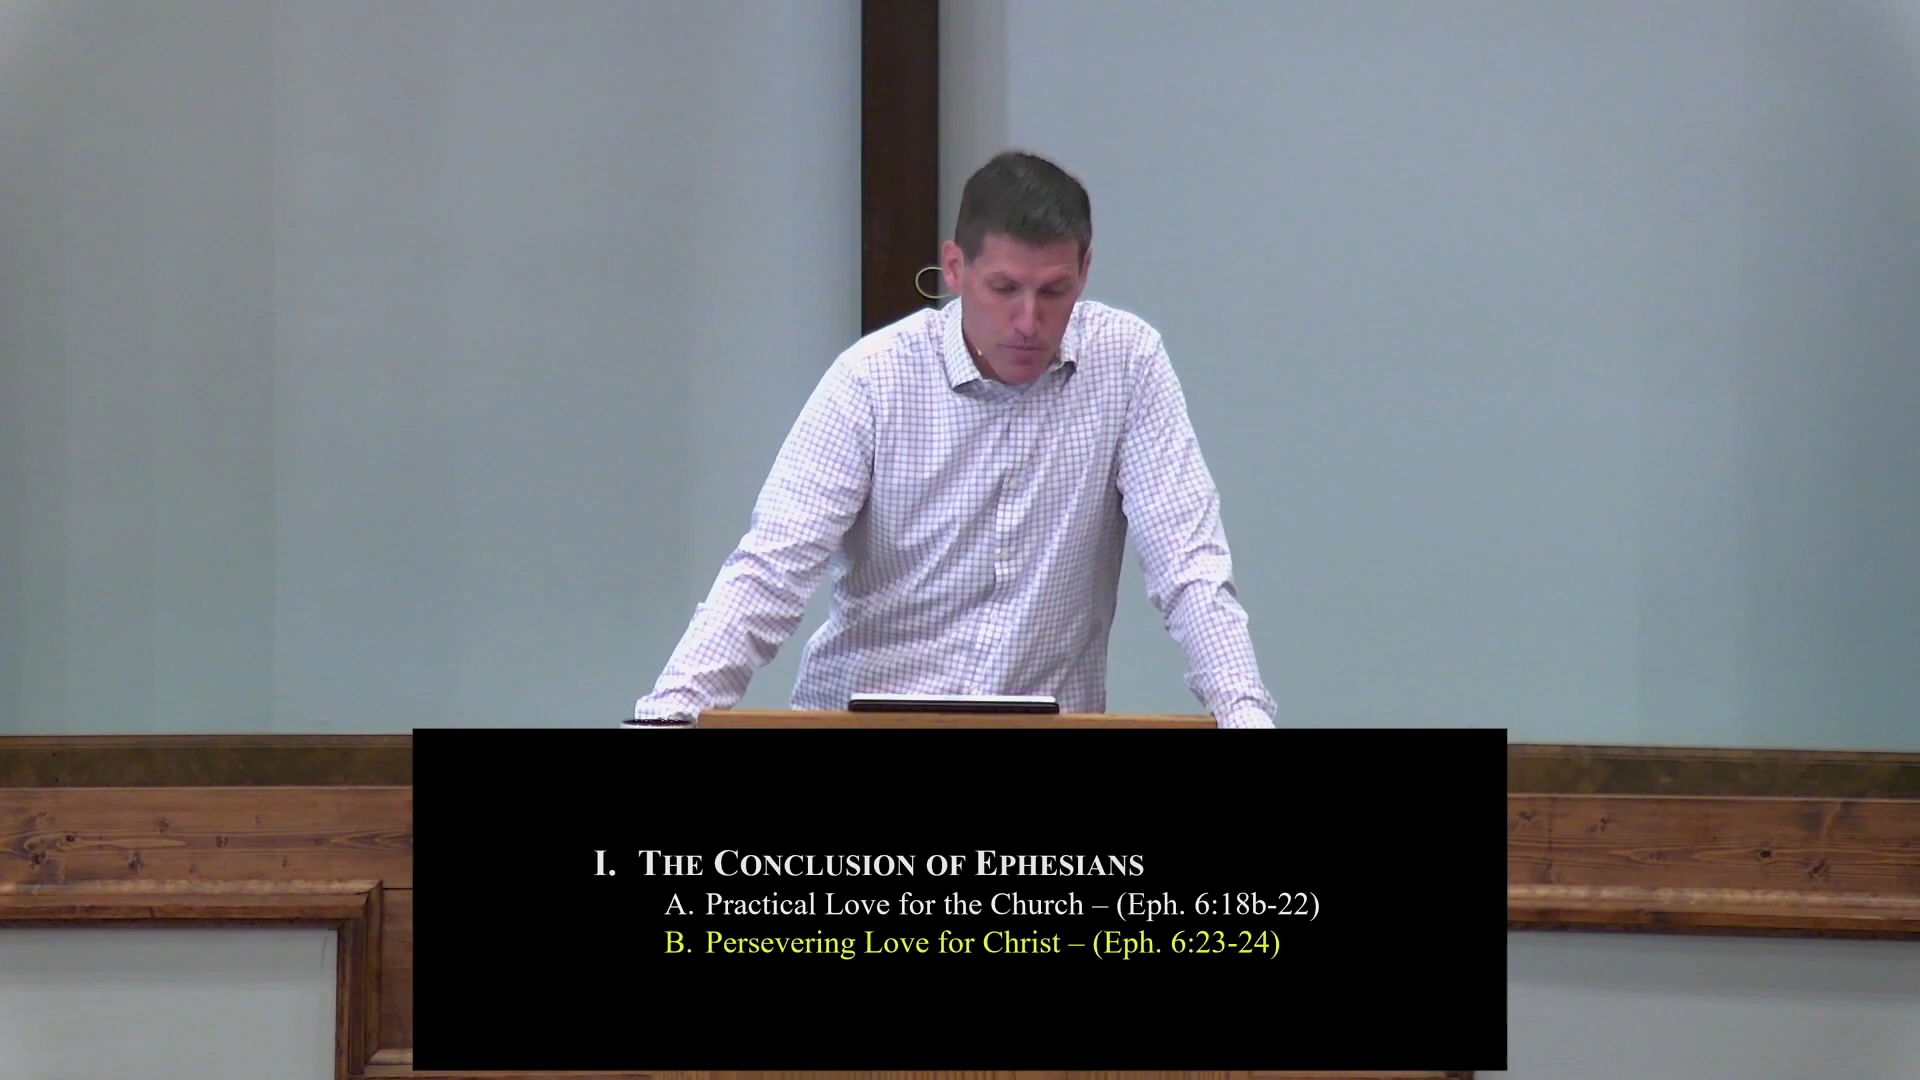 I. THE CONCLUSION OF EPHESIANS
A. Practical Love for the Church – (Eph. 6:18b-22)
B. Persevering Love for Christ – (Eph. 6:23-24)